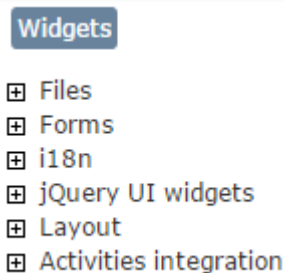 Widgets
Files
Forms
i18n
jQuery UI widgets
Layout
Activities integration